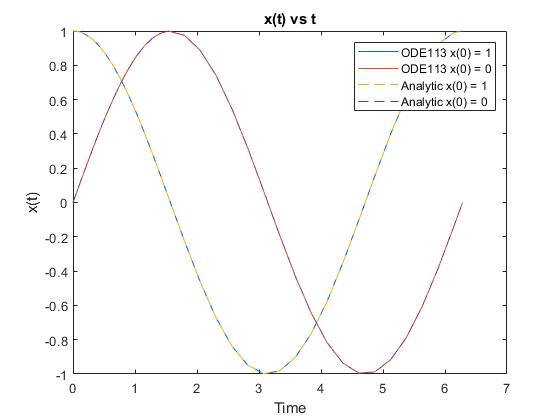 x(t) vs t
ODE113 x(0) = 1
ODE113 x(0) = 0
Analytic x(0) = 1
Analytic x(0) = 0
1
0.8
0.6
0.4
0.2
0
-0.2
-0.4
-0.6
-0.8
-1
x(t)
0 1 2 3 4 5 6 7
Time